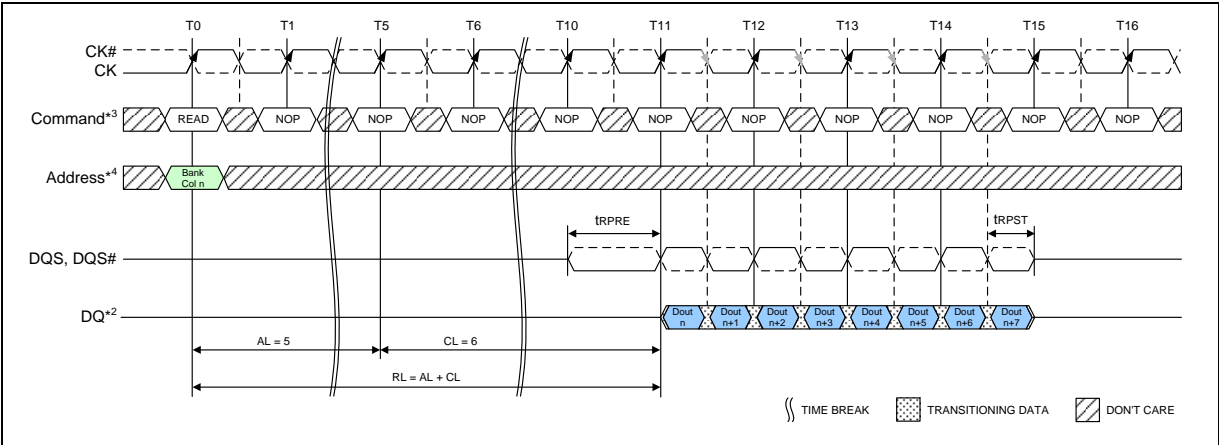 T0 T1 T5 T6 T10 T11 T12 T13 T14 T15 T16
CK#
CK
Command*3 READ NOP NOP NOP NOP NOP NOP NOP NOP NOP NOP
Address*4 Bank
Col n
tRPRE tRPST
DQS, DQS#
DQ*2 Dout Dout Dout Dout Dout Dout Dout Dout
n n+1 n+2 n+3 n+4 n+5 n+6 n+7
AL = 5 CL = 6
RL = AL + CL
TIME BREAK TRANSITIONING DATA DON'T CARE